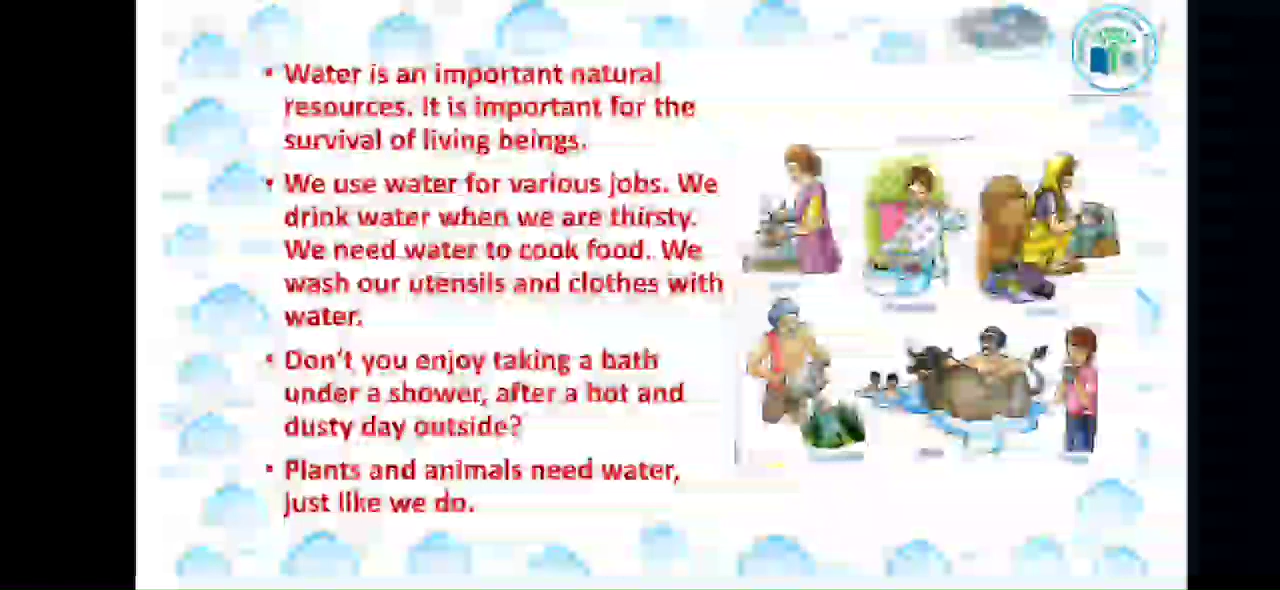 • Water is an important natural
resources. It is important for the
survival of living beings.
• We use water for various jobs. We
drink water when we are thirsty.
We need water to cook food. We
wash our utensils and clothes with
water.
• Don't you enjoy taking a bath
under a shower, after a hot and
dusty day outside?
• Plants and animals need water,
just like we do.